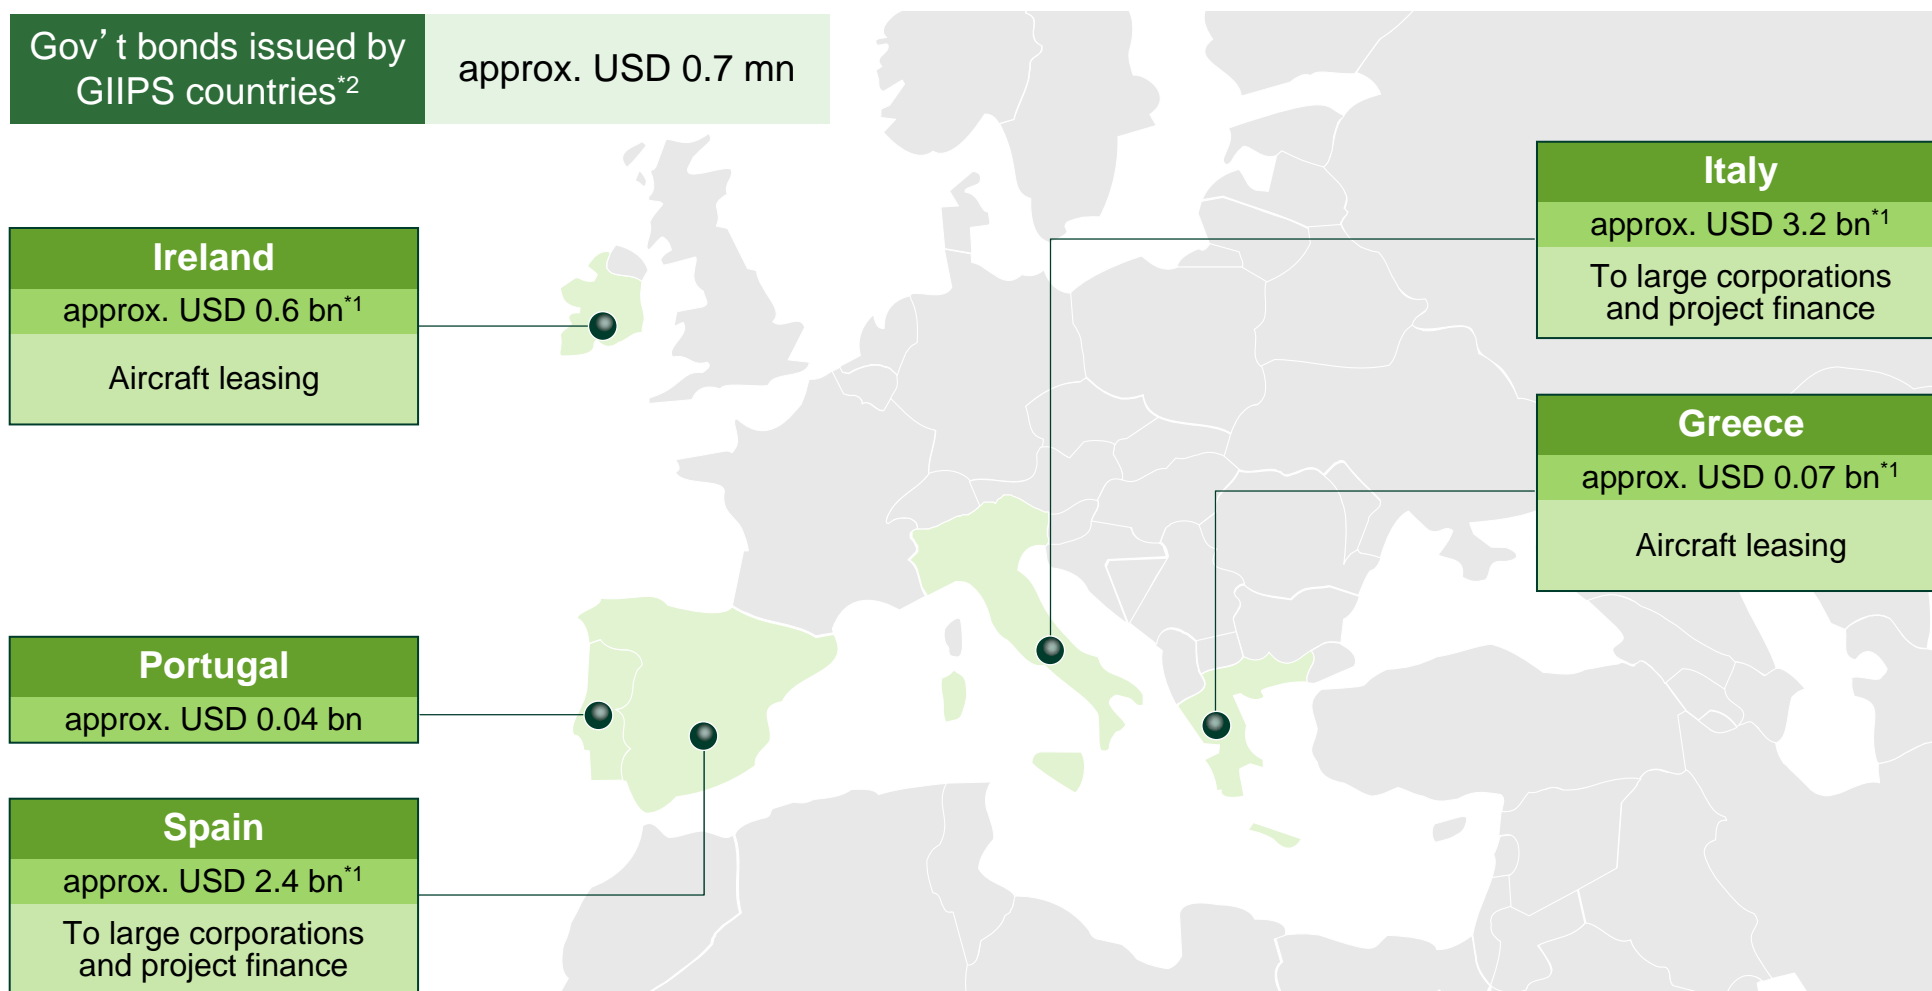 Gov’t bonds issued by
GIIPS countries*2
approx. USD 0.7 mn
Ireland
approx. USD 0.6 bn*1
Aircraft leasing
Portugal
approx. USD 0.04 bn
Spain
approx. USD 2.4 bn*1
To large corporations
and project finance
Italy
approx. USD 3.2 bn*1
To large corporations
and project finance
Greece
approx. USD 0.07 bn*1
Aircraft leasing